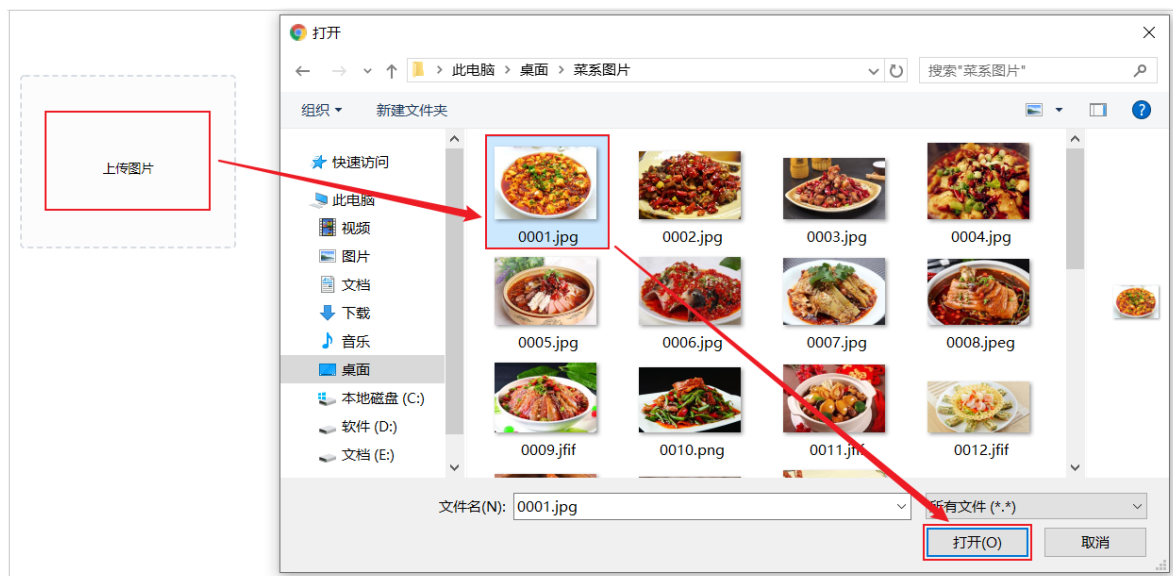 上传图片
打开
此电脑 > 桌面 > 菜系图片
搜索"菜系图片"
组织
新建文件夹
快速访问
此电脑
视频
图片
文档
下载
音乐
桌面
本地磁盘 (C:)
软件 (D:)
文档 (E:)
0001.jpg
0002.jpg
0003.jpg
0004.jpg
0005.jpg
0006.jpg
0007.jpg
0008.jpeg
0009.jfif
0010.png
0011.jfif
0012.jfif
文件名(N):
0001.jpg
所有文件 (*.*)
打开(O)
取消